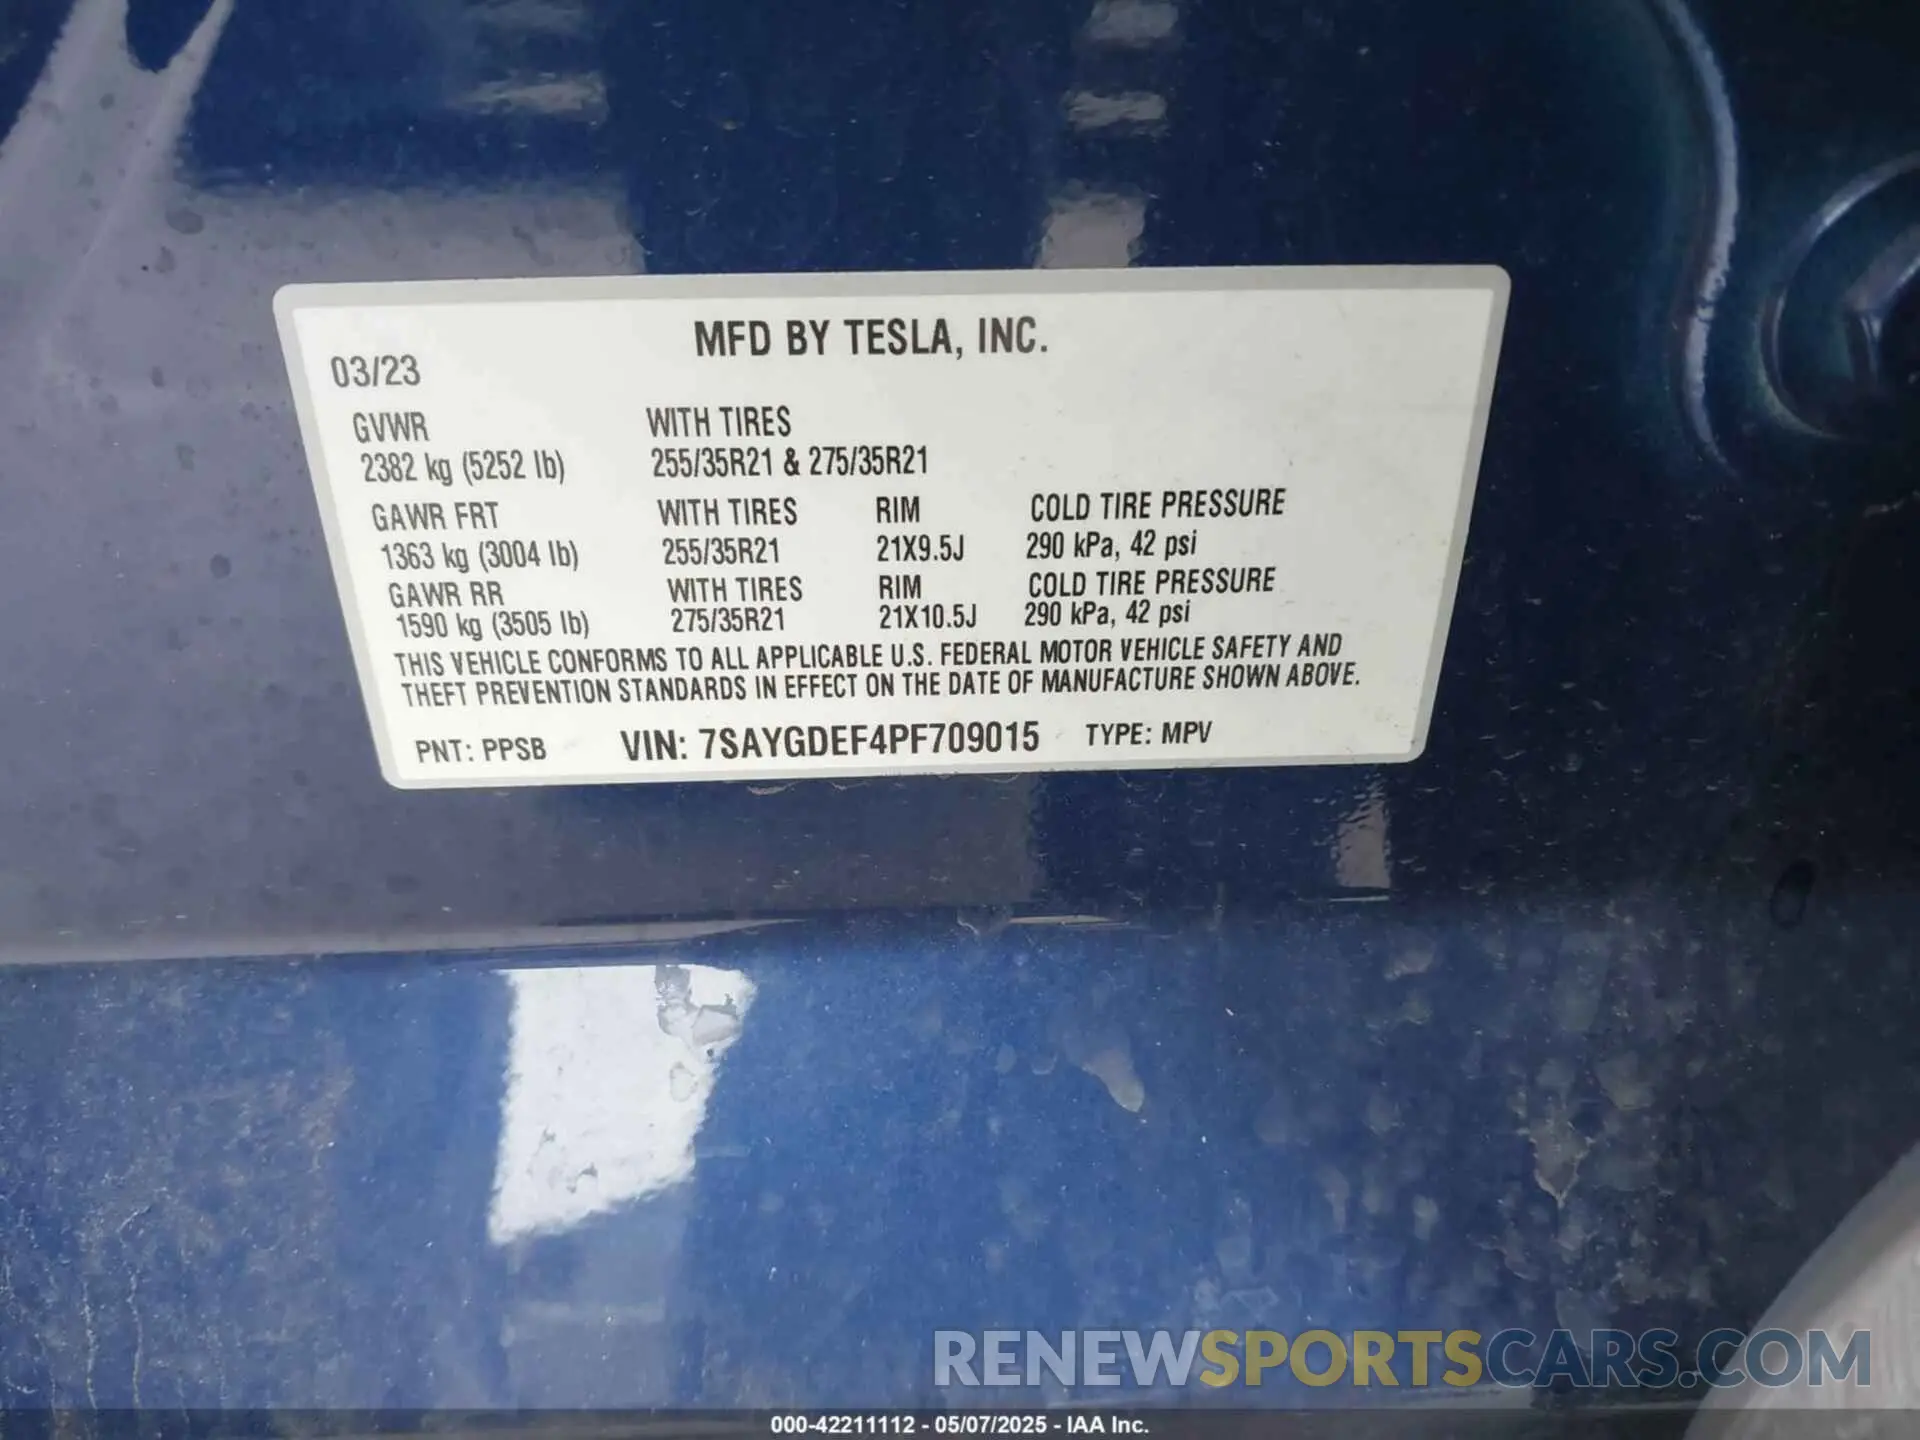 MFD BY TESLA, INC.
03/23
GVWR WITH TIRES
2382 kg (5252 lb) 255/35R21 & 275/35R21
GAWR FRT WITH TIRES RIM COLD TIRE PRESSURE
1363 kg (3004 lb) 255/35R21 21X9.5J 290 kPa, 42 psi
GAWR RR WITH TIRES RIM COLD TIRE PRESSURE
1590 kg (3505 lb) 275/35R21 21X10.5J 290 kPa, 42 psi
THIS VEHICLE CONFORMS TO ALL APPLICABLE U.S. FEDERAL MOTOR VEHICLE SAFETY AND
THEFT PREVENTION STANDARDS IN EFFECT ON THE DATE OF MANUFACTURE SHOWN ABOVE.
PNT: PPSB VIN: 7SAYGDEF4PF709015 TYPE: MPV
RENEWSPORTSCARS.COM
000-42211112 - 05/07/2025 - IAA Inc.